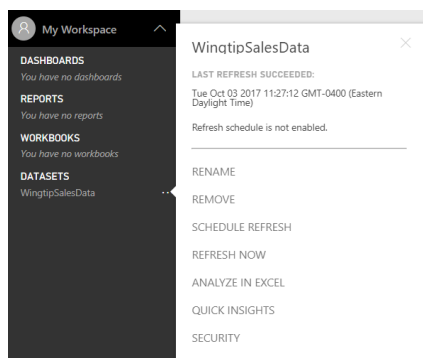 My Workspace
DASHBOARDS
You have no dashboards
REPORTS
You have no reports
WORKBOOKS
You have no workbooks
DATASETS
WingtipSalesData
WingtipSalesData
LAST REFRESH SUCCEEDED:
Tue Oct 03 2017 11:27:12 GMT-0400 (Eastern
Daylight Time)
Refresh schedule is not enabled.
RENAME
REMOVE
SCHEDULE REFRESH
REFRESH NOW
ANALYZE IN EXCEL
QUICK INSIGHTS
SECURITY